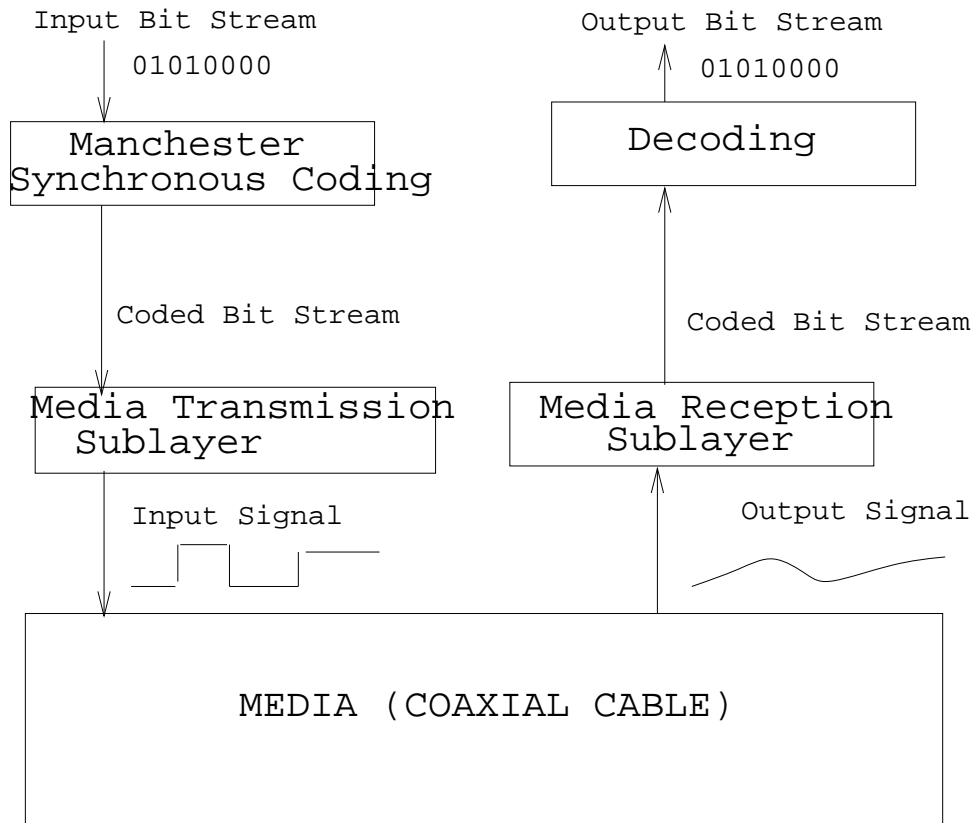 Input Bit Stream
01010000
Manchester
Synchronous Coding
Coded Bit Stream
Media Transmission
Sublayer
Input Signal
Output Bit Stream
01010000
Decoding
Coded Bit Stream
Media Reception
Sublayer
Output Signal
MEDIA (COAXIAL CABLE)